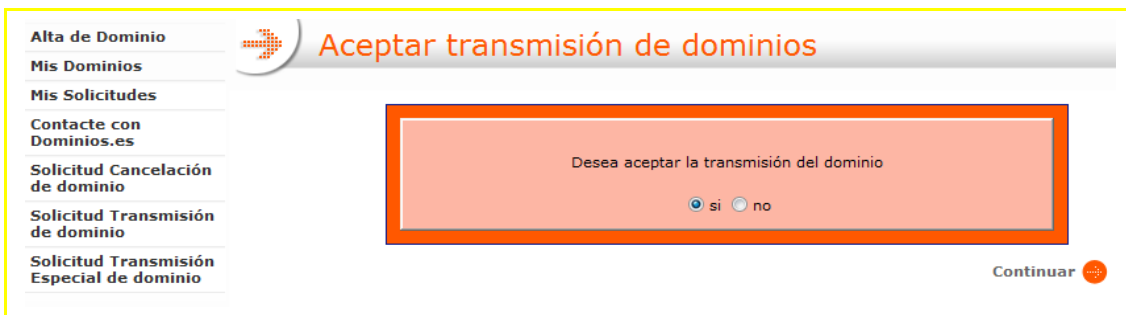 Alta de Dominio
Mis Dominios
Mis Solicitudes
Contacte con
Dominios.es
Solicitud Cancelación
de dominio
Solicitud Transmisión
de dominio
Solicitud Transmisión
Especial de dominio
Aceptar transmisión de dominios
Desea aceptar la transmisión del dominio
si no
Continuar